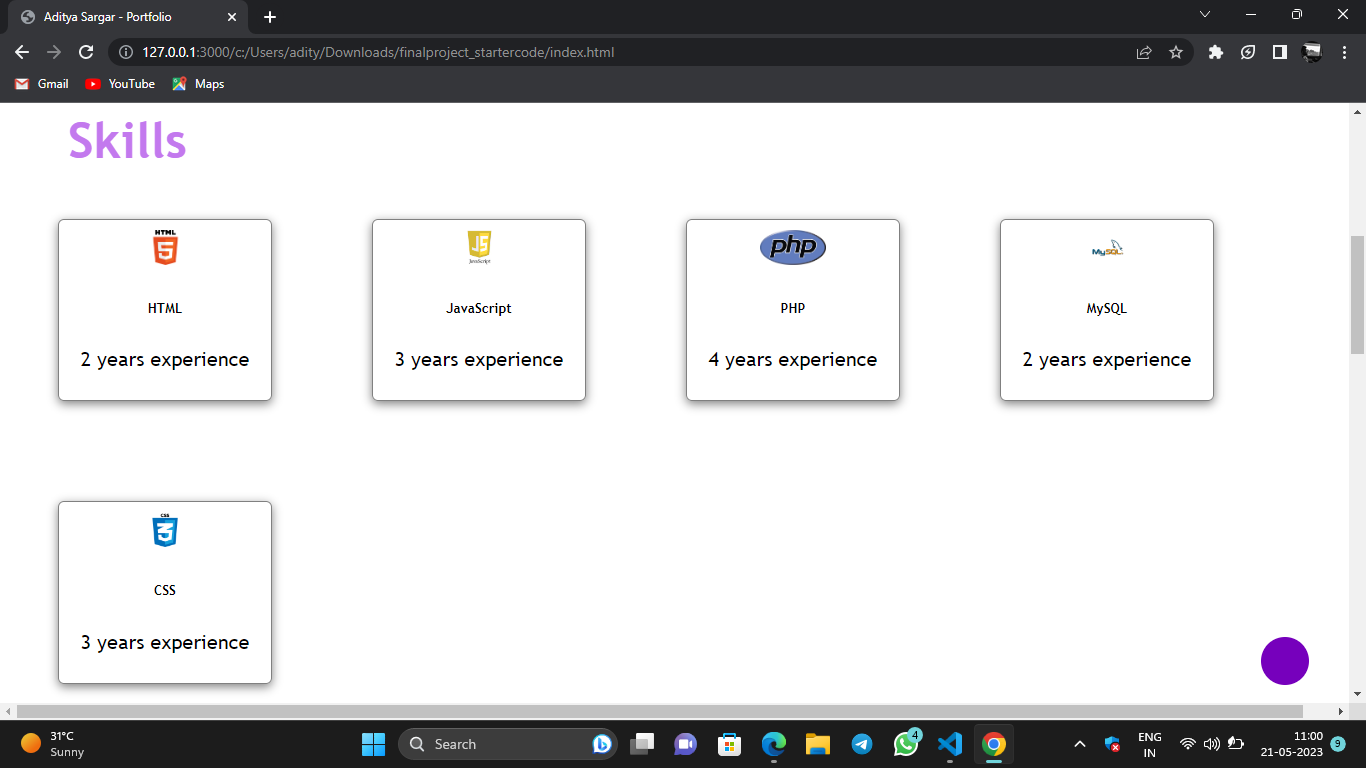 Aditya Sargar - Portfolio
127.0.0.1:3000/c:/Users/adity/Downloads/finalproject_startercode/index.html
Gmail YouTube Maps
Skills
HTML
5
HTML
2 years experience
JS
JavaScript
JavaScript
3 years experience
php
PHP
4 years experience
MySQL
MySQL
2 years experience
CSS
3
CSS
3 years experience
31°C
Sunny
Search
4
ENG
IN
11:00
21-05-2023
9